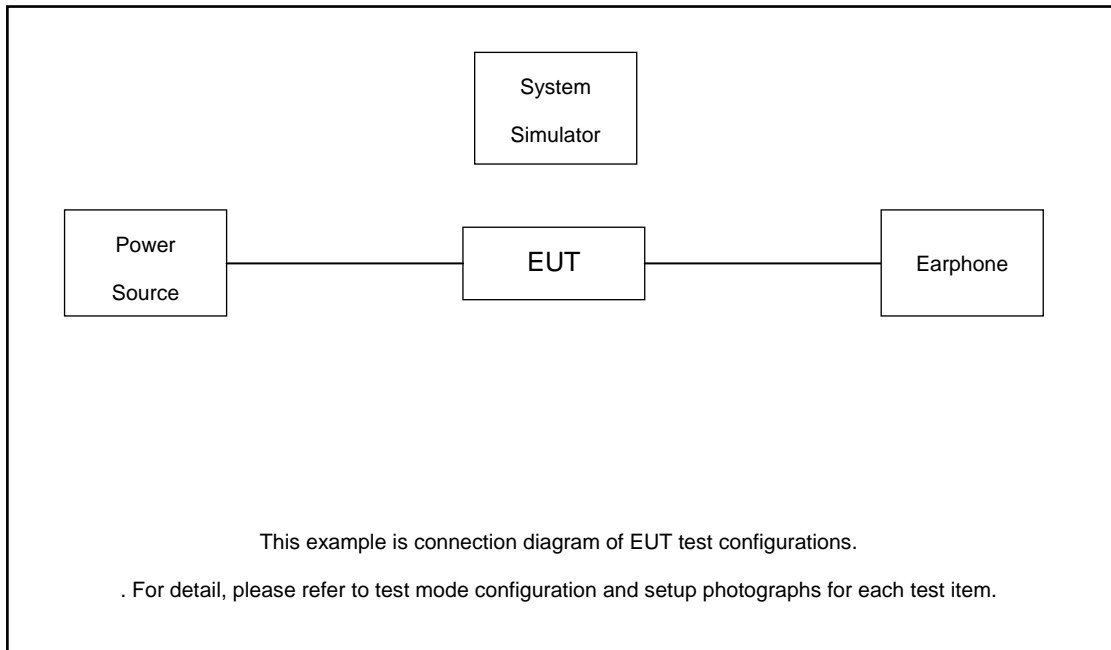 System
Simulator
Power
Source
EUT
Earphone
This example is connection diagram of EUT test configurations.
. For detail, please refer to test mode configuration and setup photographs for each test item.